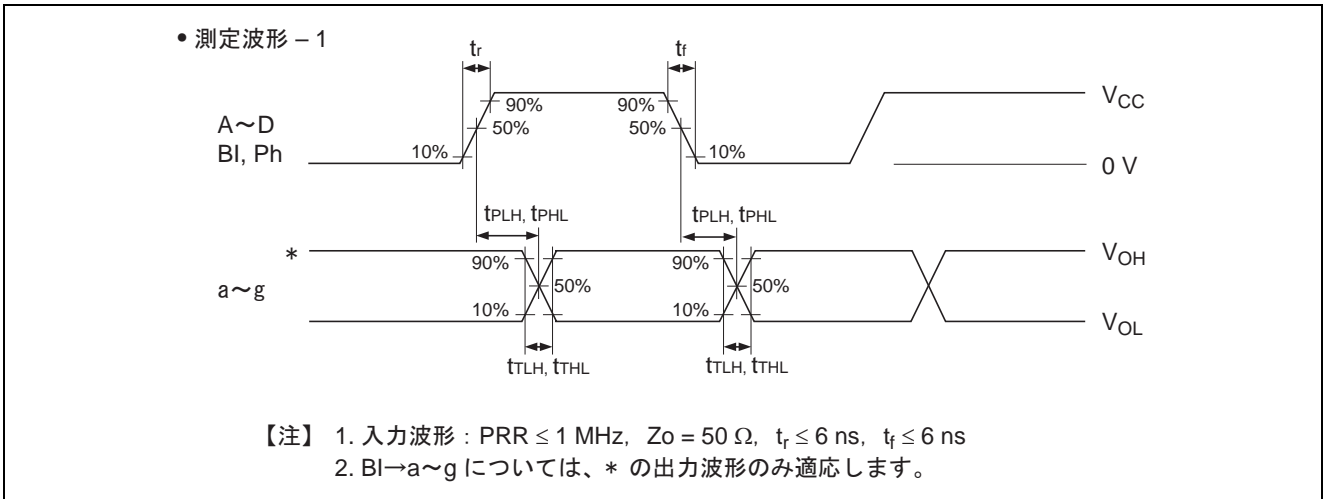 • 測定波形 – 1
tr
tf
VCC
90%
90%
A〜D
50%
50%
BI, Ph
10%
10%
0 V
tPLH, tPHL
tPLH, tPHL
*
VOH
90%
90%
a〜g
50%
50%
10%
10%
VOL
tTLH, tTHL
tTLH, tTHL
【注】 1. 入力波形：PRR ≤ 1 MHz, Zo = 50 Ω, tr ≤ 6 ns, tf ≤ 6 ns
2. BI→a〜g については、* の出力波形のみ適応します。